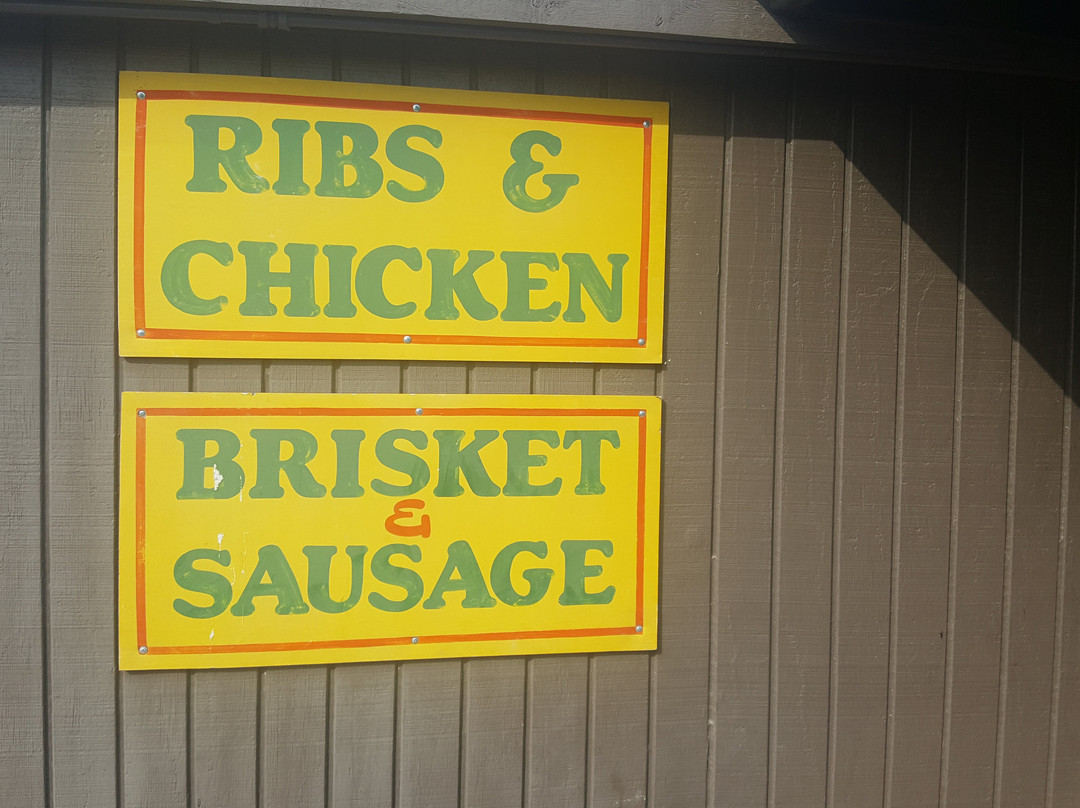 RIBS &
CHICKEN
BRISKET
&
SAUSAGE